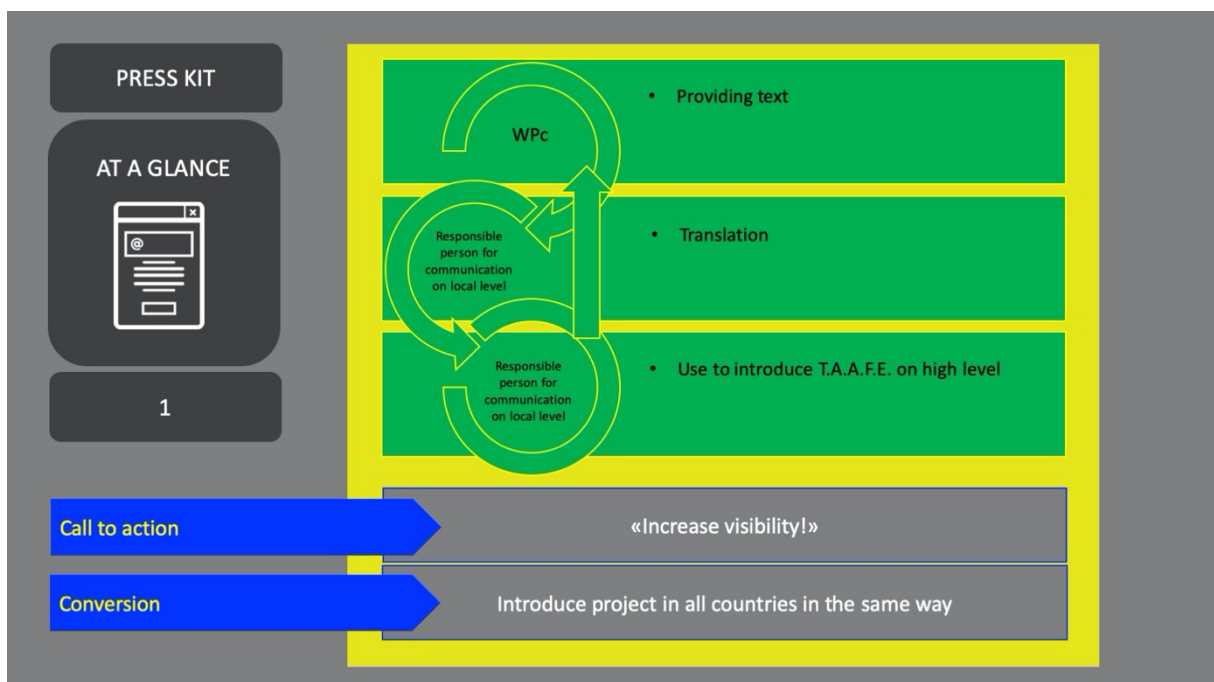 PRESS KIT
AT A GLANCE
@
1
WPc
• Providing text
Responsible
person for
communication
on local level
• Translation
Responsible
person for
communication
on local level
• Use to introduce T.A.A.F.E. on high level
Call to action
«Increase visibility!»
Conversion
Introduce project in all countries in the same way